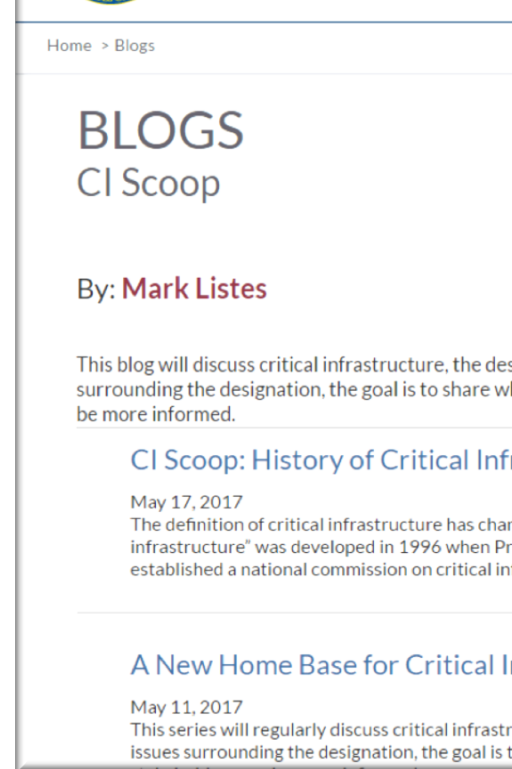 Home > Blogs
BLOGS
CI Scoop
By: Mark Listes
This blog will discuss critical infrastructure, the des
surrounding the designation, the goal is to share w
be more informed.
CI Scoop: History of Critical Inf
May 17, 2017
The definition of critical infrastructure has chan
infrastructure" was developed in 1996 when Pr
established a national commission on critical in
A New Home Base for Critical I
May 11, 2017
This series will regularly discuss critical infrastr
issues surrounding the designation, the goal is t